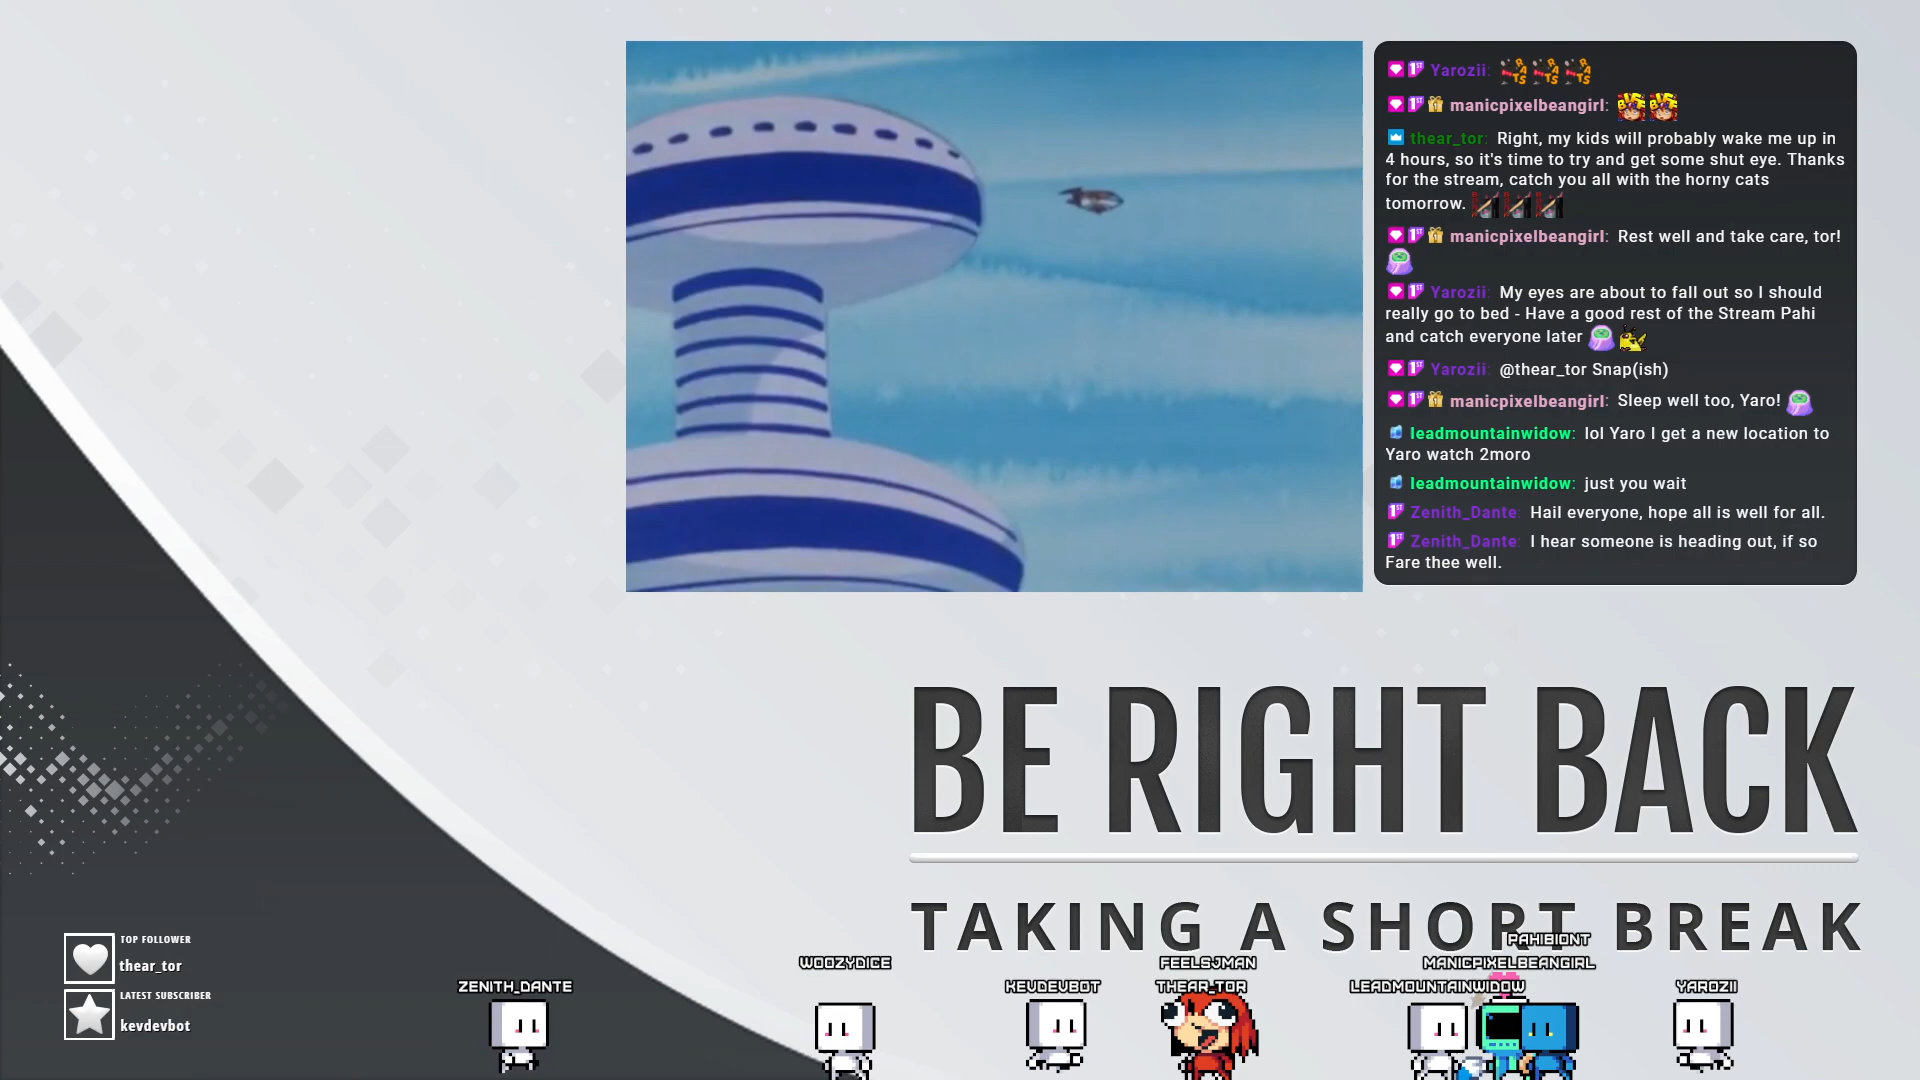 Yarozii:
manicpixelbeangirl:
thear_tor: Right, my kids will probably wake me up in
4 hours, so it's time to try and get some shut eye. Thanks
for the stream, catch you all with the horny cats
tomorrow.
manicpixelbeangirl: Rest well and take care, tor!
Yarozii: My eyes are about to fall out so I should
really go to bed - Have a good rest of the Stream Pahi
and catch everyone later
Yarozii: @thear_tor Snap(ish)
manicpixelbeangirl: Sleep well too, Yaro!
leadmountainwidow: lol Yaro I get a new location to
Yaro watch 2moro
leadmountainwidow: just you wait
Zenith_Dante: Hail everyone, hope all is well for all.
Zenith_Dante: I hear someone is heading out, if so
Fare thee well.
BE RIGHT BACK
TAKING A SHORT BREAK
TOP FOLLOWER
thear_tor
LATEST SUBSCRIBER
kevdevbot
ZENITH_DANTE
WOOZYDICE
KEVDEVBOT
FEELSJMAN
THEAR_TOR
PAHIBIONT
MANICPIXELBEANGIRL
LEADMOUNTAINWIDOW
YAROZII